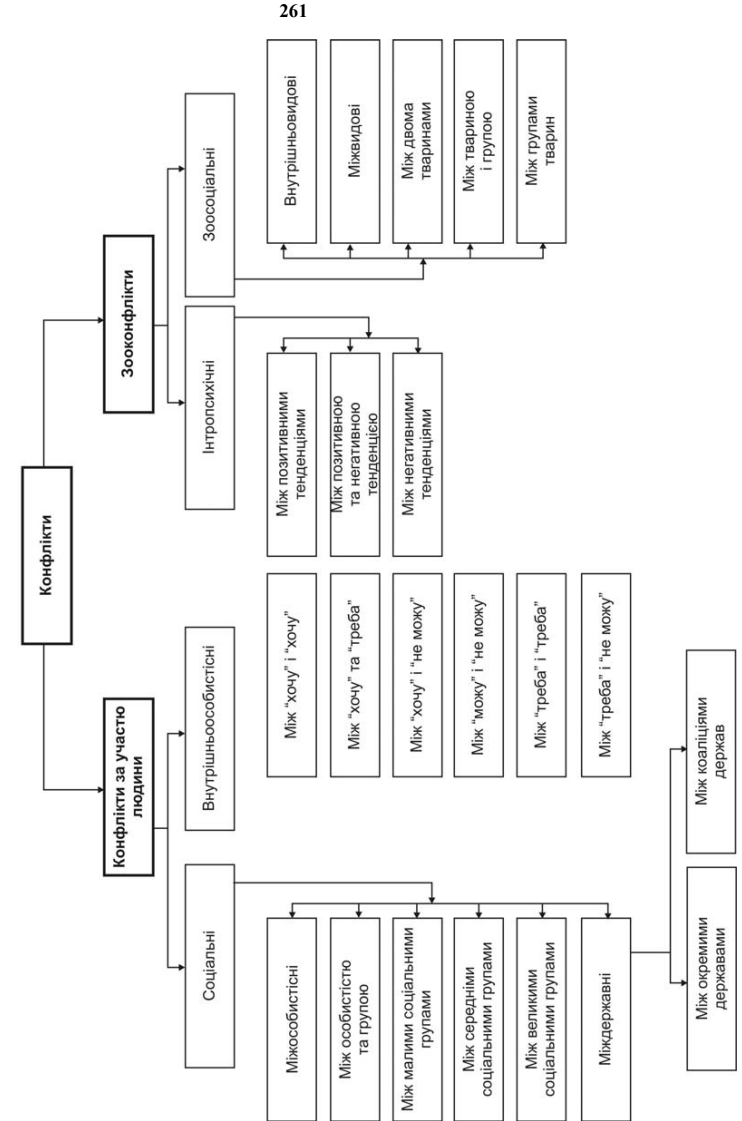 261
Конфлікти
Конфлікти за участю
людини
Зооконфлікти
Соціальні
Внутрішньоособистісні
Інтропсихічні
Зоосоціальні
Міжособистісні
Між особистістю
та групою
Між малими соціальними
групами
Між середніми
соціальними групами
Між великими
соціальними групами
Міждержавні
Між окремими
державами
Між коаліціями
держав
Між “хочу” і “хочу”
Між “хочу” та “треба”
Між “хочу” і “не можу”
Між “можу” і “не можу”
Між “треба” і “треба”
Між “треба” і “не можу”
Між позитивними
тенденціями
Між позитивною
та негативною
тенденцією
Між негативними
тенденціями
Внутрішньовидові
Міжвидові
Між двома
тваринами
Між твариною
і групою
Між групами
тварин